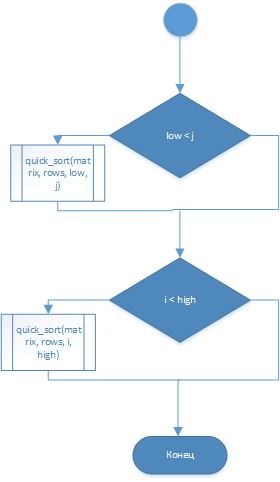 low < j
quick_sort(mat
rix, rows, low,
j)
i < high
quick_sort(mat
rix, rows, i,
high)
Конец